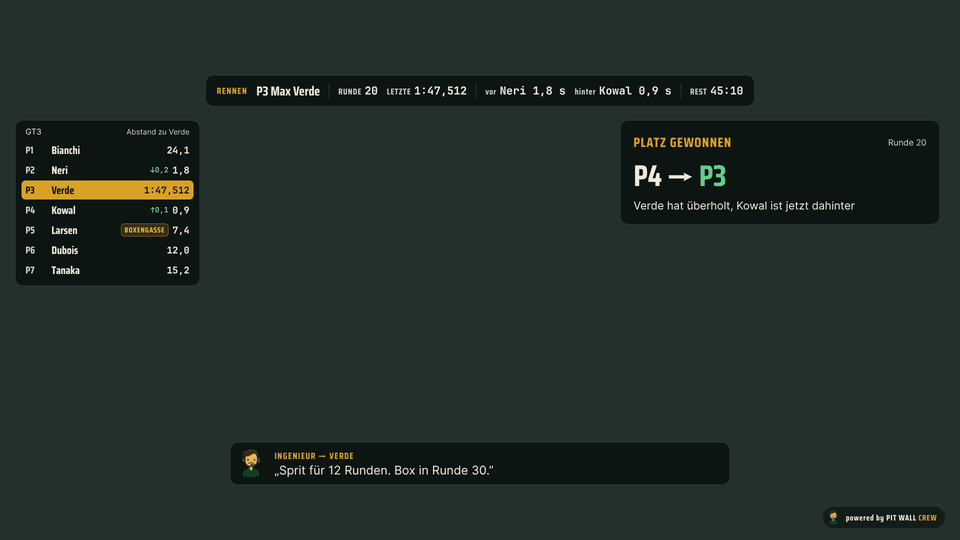 RENNEN P3 Max Verde RUNDE 20 LETZTE 1:47,512 vor Neri 1,8 s hinter Kowal 0,9 s REST 45:10
GT3 Abstand zu Verde
P1 Bianchi 24,1
P2 Neri ↓0,2 1,8
P3 Verde 1:47,512
P4 Kowal ↑0,1 0,9
P5 Larsen BOXENGASSE 7,4
P6 Dubois 12,0
P7 Tanaka 15,2
PLATZ GEWONNEN Runde 20
P4 → P3
Verde hat überholt, Kowal ist jetzt dahinter
INGENIEUR → VERDE
„Sprit für 12 Runden. Box in Runde 30.”
powered by PIT WALL CREW